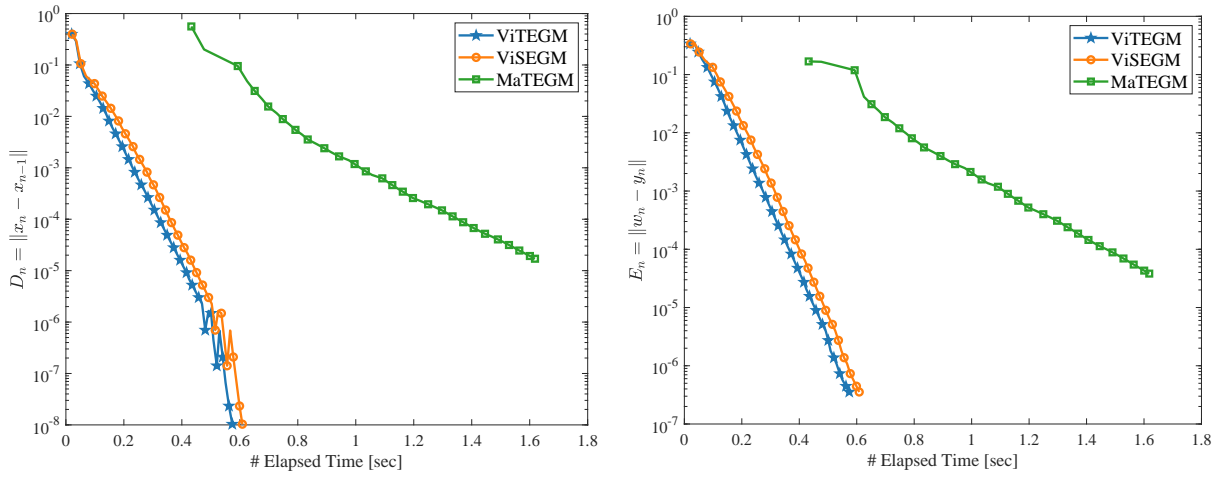 10^0
10^-1
10^-2
10^-3
10^-4
10^-5
10^-6
10^-7
10^-8
D_n = ||x_n − x_{n−1}||
ViTEGM
ViSEGM
MaTEGM
0 0.2 0.4 0.6 0.8 1 1.2 1.4 1.6 1.8
# Elapsed Time [sec]
10^0
10^-1
10^-2
10^-3
10^-4
10^-5
10^-6
10^-7
E_n = ||w_n − y_n||
ViTEGM
ViSEGM
MaTEGM
0 0.2 0.4 0.6 0.8 1 1.2 1.4 1.6 1.8
# Elapsed Time [sec]